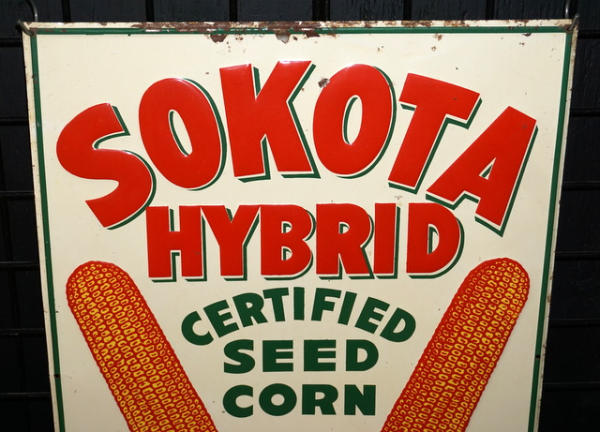 SOKOTA
HYBRID
CERTIFIED
SEED
CORN